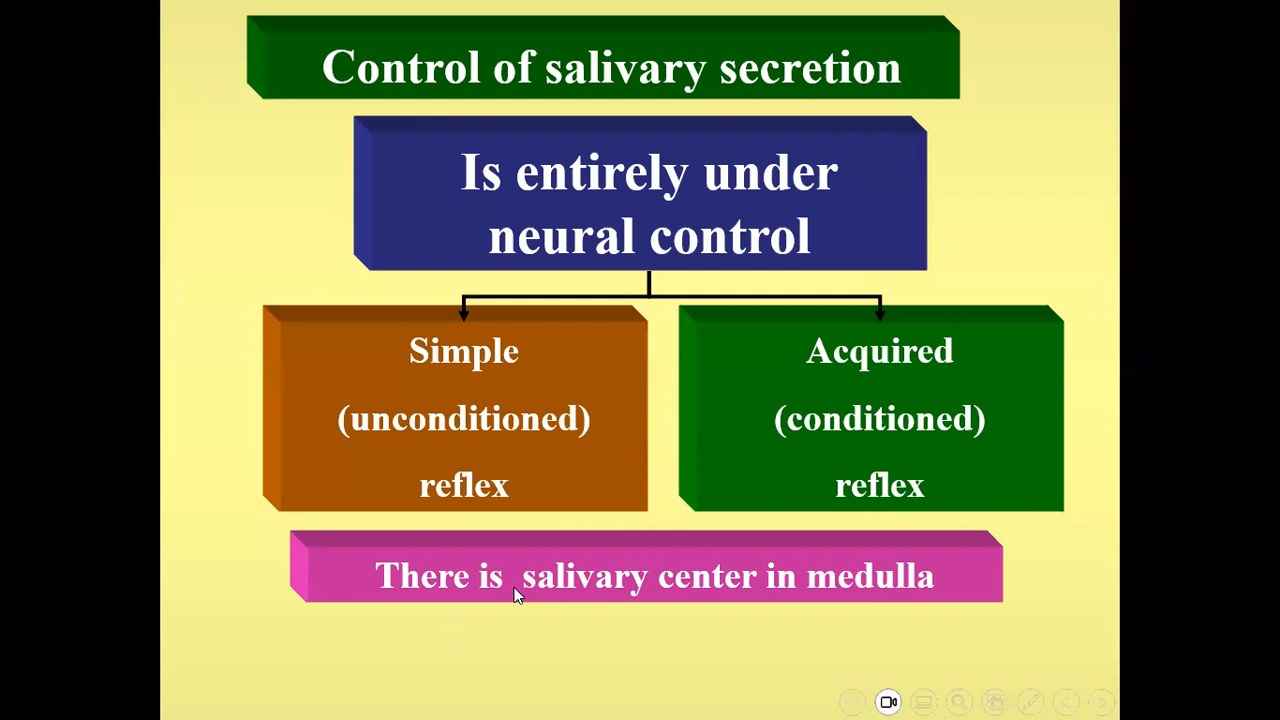 Control of salivary secretion
Is entirely under
neural control
Simple
(unconditioned)
reflex
Acquired
(conditioned)
reflex
There is  salivary center in medulla